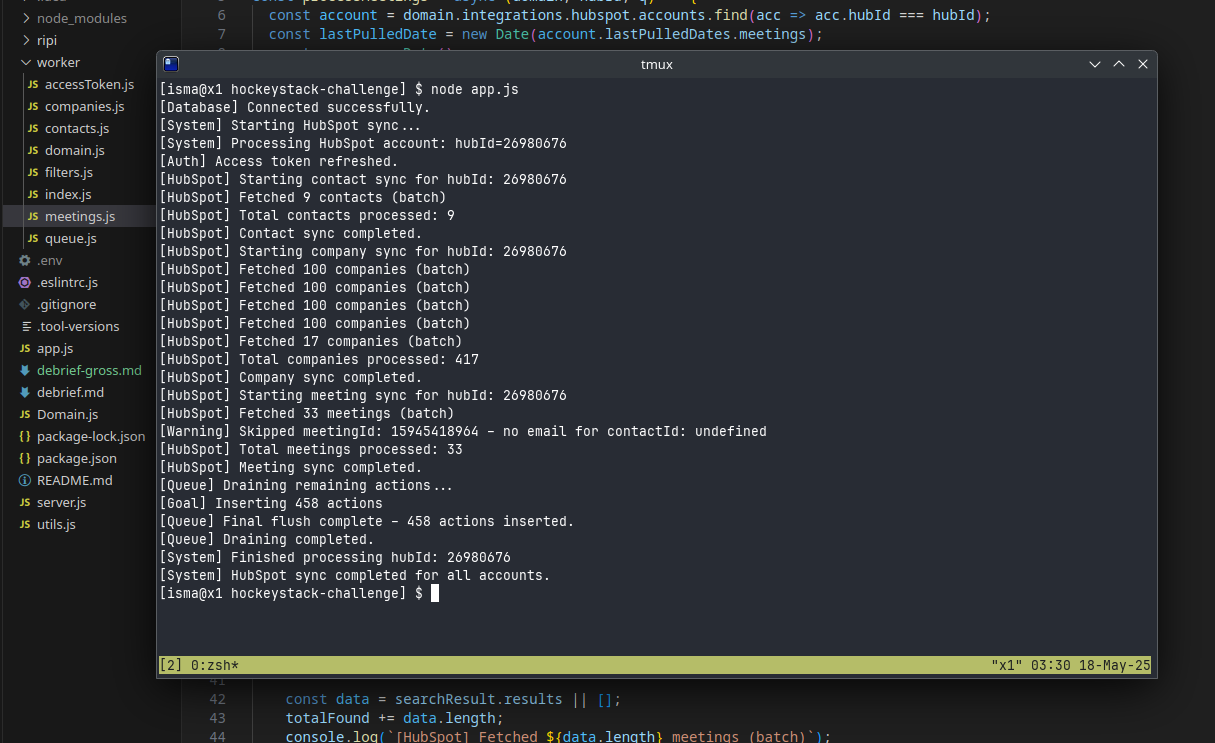 node_modules
ripi
worker
JS accessToken.js
JS companies.js
JS contacts.js
JS domain.js
JS filters.js
JS index.js
JS meetings.js
JS queue.js
.env
.eslintrc.js
.gitignore
.tool-versions
JS app.js
debrief-gross.md
debrief.md
JS Domain.js
{} package-lock.json
{} package.json
README.md
JS server.js
JS utils.js
6 const account = domain.integrations.hubspot.accounts.find(acc => acc.hubId === hubId);
7 const lastPulledDate = new Date(account.lastPulledDates.meetings);
tmux
[isma@x1 hockeystack-challenge] $ node app.js
[Database] Connected successfully.
[System] Starting HubSpot sync...
[System] Processing HubSpot account: hubId=26980676
[Auth] Access token refreshed.
[HubSpot] Starting contact sync for hubId: 26980676
[HubSpot] Fetched 9 contacts (batch)
[HubSpot] Total contacts processed: 9
[HubSpot] Contact sync completed.
[HubSpot] Starting company sync for hubId: 26980676
[HubSpot] Fetched 100 companies (batch)
[HubSpot] Fetched 100 companies (batch)
[HubSpot] Fetched 100 companies (batch)
[HubSpot] Fetched 100 companies (batch)
[HubSpot] Fetched 17 companies (batch)
[HubSpot] Total companies processed: 417
[HubSpot] Company sync completed.
[HubSpot] Starting meeting sync for hubId: 26980676
[HubSpot] Fetched 33 meetings (batch)
[Warning] Skipped meetingId: 15945418964 – no email for contactId: undefined
[HubSpot] Total meetings processed: 33
[HubSpot] Meeting sync completed.
[Queue] Draining remaining actions...
[Goal] Inserting 458 actions
[Queue] Final flush complete – 458 actions inserted.
[Queue] Draining completed.
[System] Finished processing hubId: 26980676
[System] HubSpot sync completed for all accounts.
[isma@x1 hockeystack-challenge] $
[2] 0:zsh* "x1" 03:30 18-May-25
41
42 const data = searchResult.results || [];
43 totalFound += data.length;
44 console.log(`[HubSpot] Fetched ${data.length} meetings (batch)`);